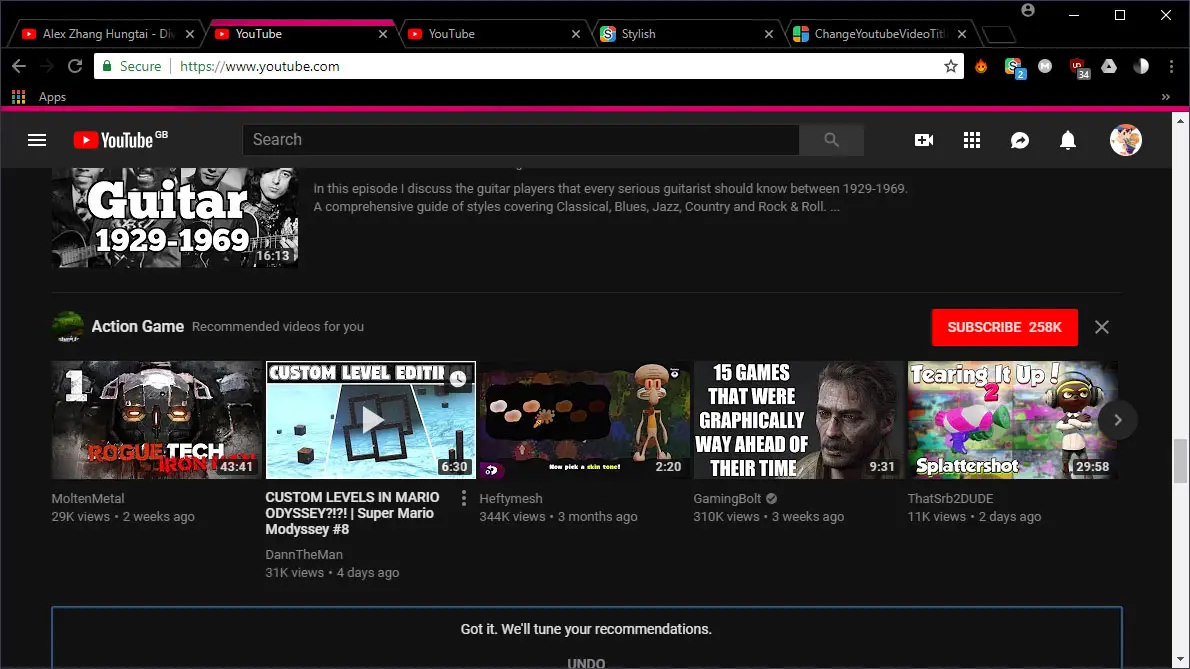 Alex Zhang Hungtai - Div
YouTube
YouTube
Stylish
ChangeYoutubeVideoTitl
Secure
https://www.youtube.com
2
34
Apps
»
YouTube GB
Search
Guitar
1929-1969
16:13
In this episode I discuss the guitar players that every serious guitarist should know between 1929-1969.
A comprehensive guide of styles covering Classical, Blues, Jazz, Country and Rock & Roll. ...
Action Game
Recommended videos for you
SUBSCRIBE 258K
1
ROGUETECH
IRON
43:41
CUSTOM LEVEL EDITIN
6:30
Now pick a skin tone!
2:20
15 GAMES
THAT WERE
GRAPHICALLY
WAY AHEAD OF
THEIR TIME
9:31
Tearing It Up!
2
Splattershot
29:58
MoltenMetal
29K views • 2 weeks ago
CUSTOM LEVELS IN MARIO
ODYSSEY?!?! | Super Mario
Modyssey #8
DannTheMan
31K views • 4 days ago
Heftymesh
344K views • 3 months ago
GamingBolt
310K views • 3 weeks ago
ThatSrb2DUDE
11K views • 2 days ago
Got it. We'll tune your recommendations.
UNDO